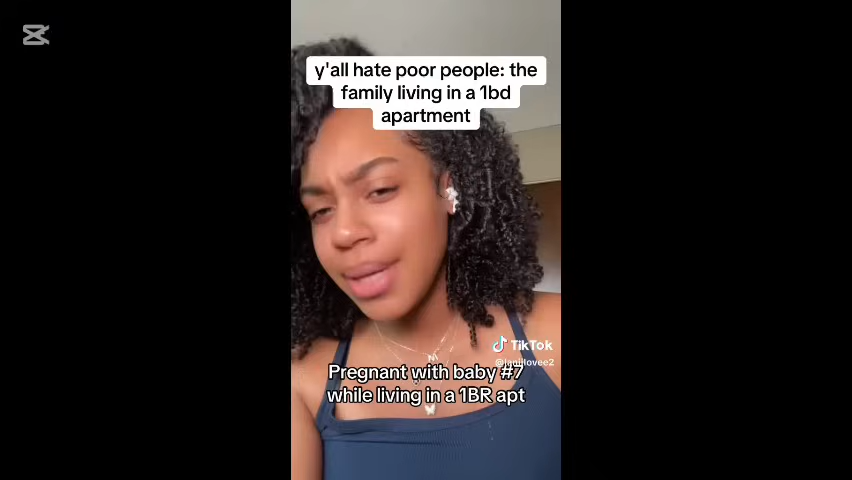 y'all hate poor people: the
family living in a 1bd
apartment
TikTok
@lanijlovee2
Pregnant with baby #7
while living in a 1BR apt